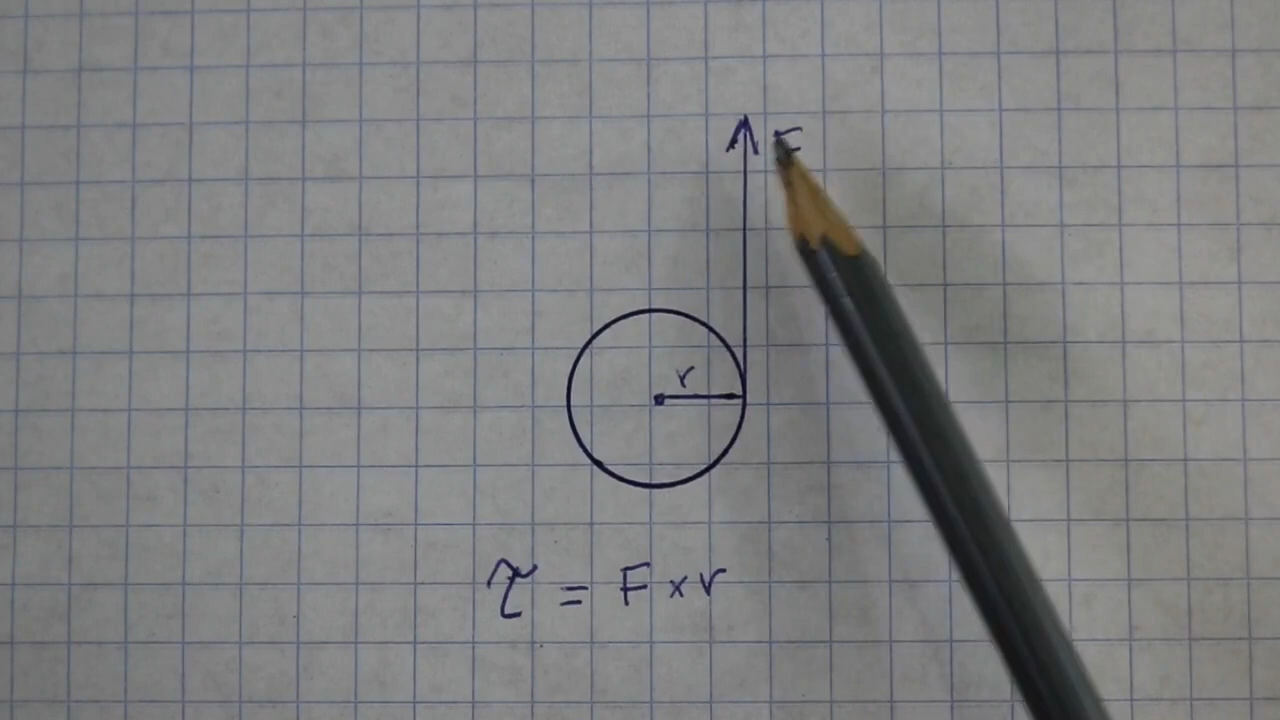 F
r
τ = F × r